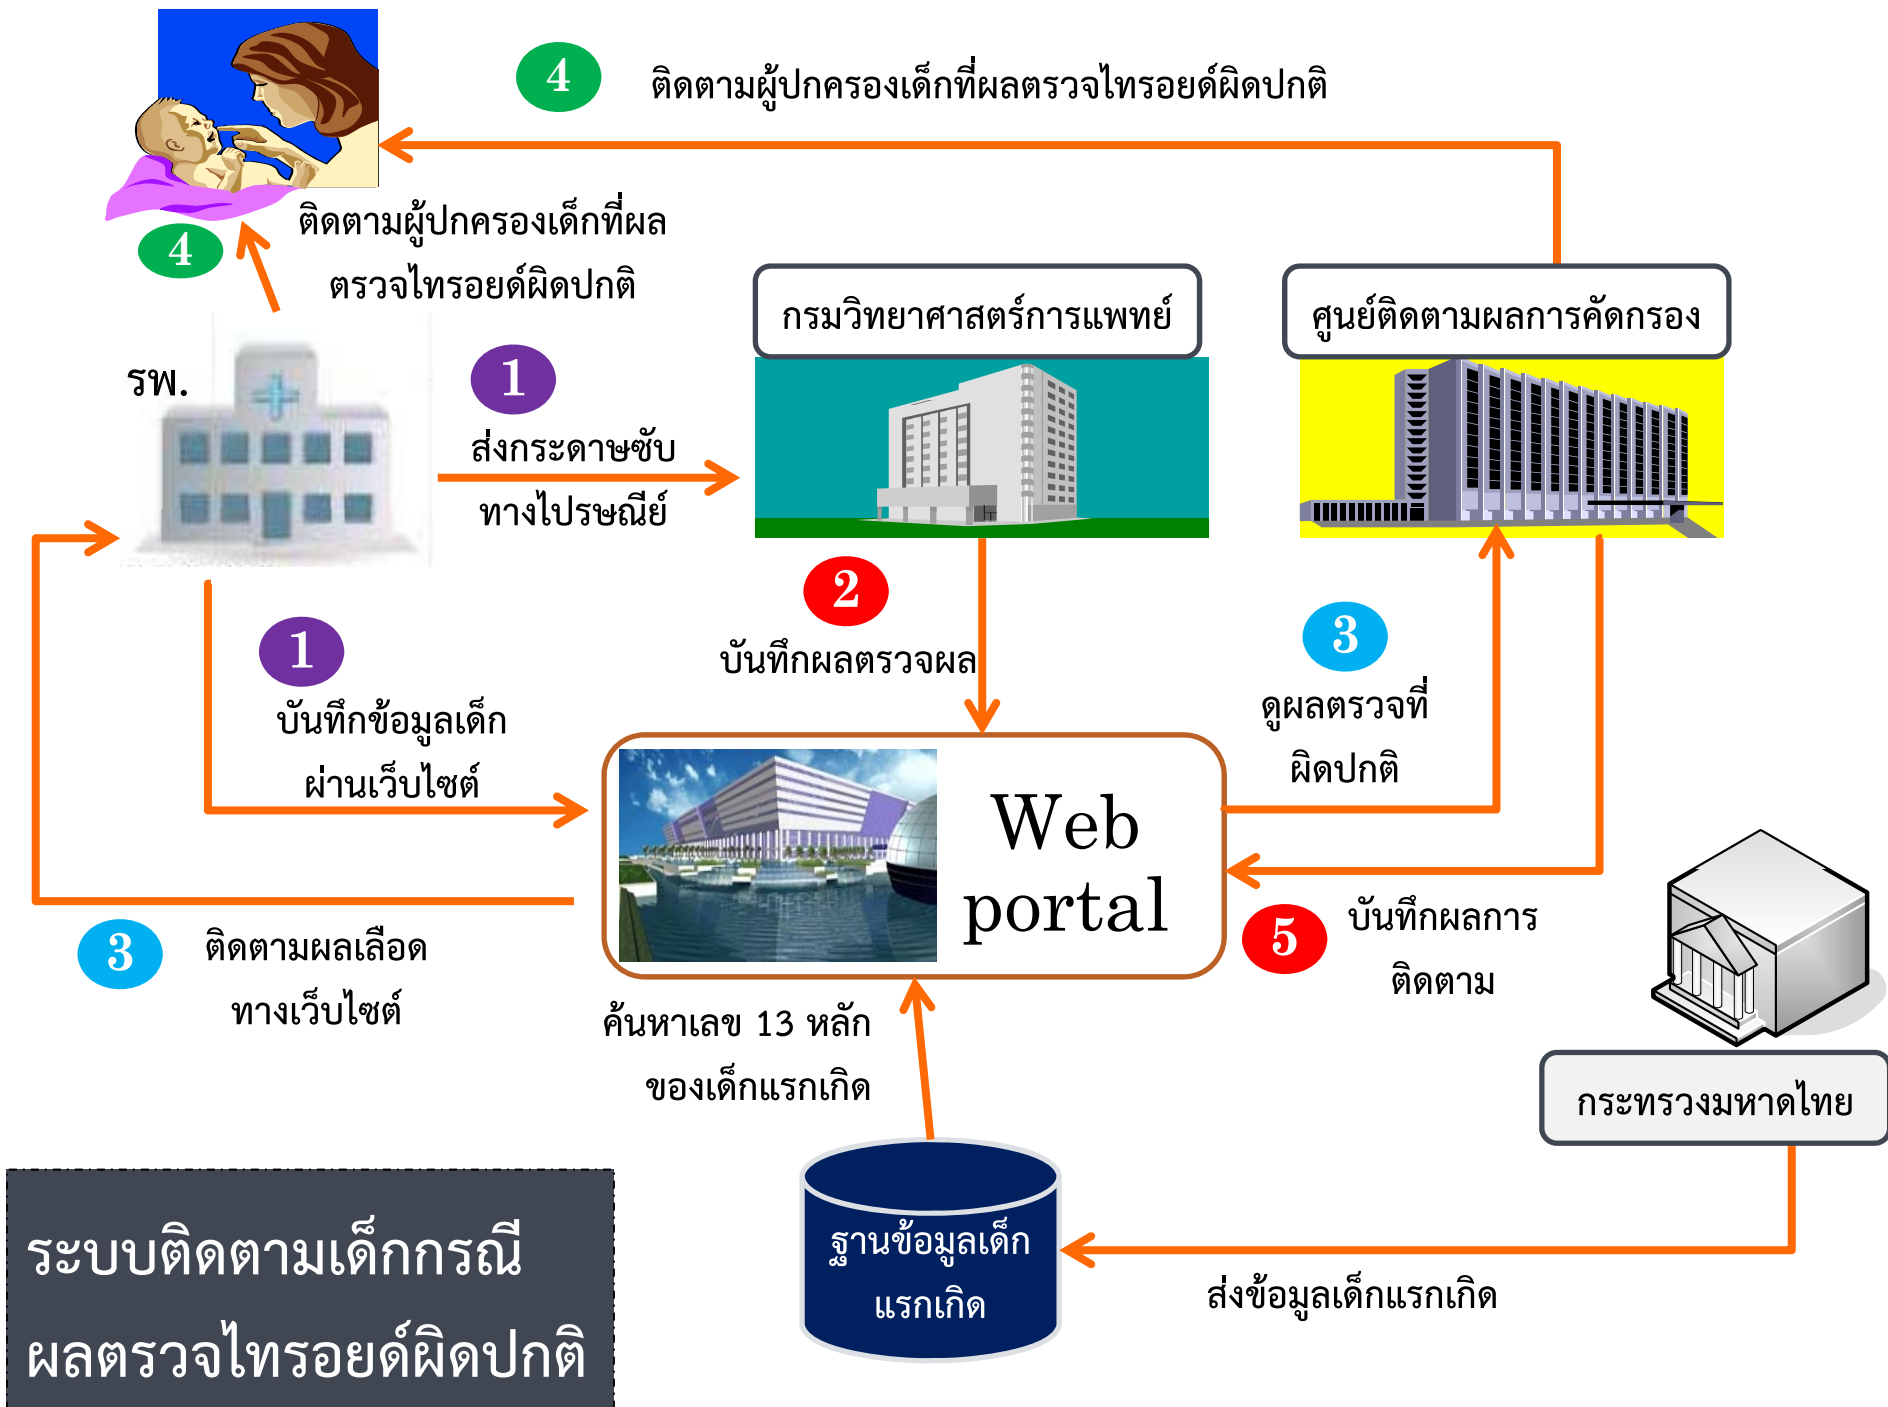 4
ติดตามผู้ปกครองเด็กที่ผลตรวจไทรอยด์ผิดปกติ
4
ติดตามผู้ปกครองเด็กที่ผล
ตรวจไทรอยด์ผิดปกติ
กรมวิทยาศาสตร์การแพทย์
ศูนย์ติดตามผลการคัดกรอง
รพ.
1
ส่งกระดาษซับ
ทางไปรษณีย์
2
บันทึกผลตรวจผล
1
บันทึกข้อมูลเด็ก
ผ่านเว็บไซต์
3
ดูผลตรวจที่
ผิดปกติ
Web
portal
3
ติดตามผลเลือด
ทางเว็บไซต์
5
บันทึกผลการ
ติดตาม
ค้นหาเลข 13 หลัก
ของเด็กแรกเกิด
กระทรวงมหาดไทย
ฐานข้อมูลเด็ก
แรกเกิด
ส่งข้อมูลเด็กแรกเกิด
ระบบติดตามเด็กกรณี
ผลตรวจไทรอยด์ผิดปกติ